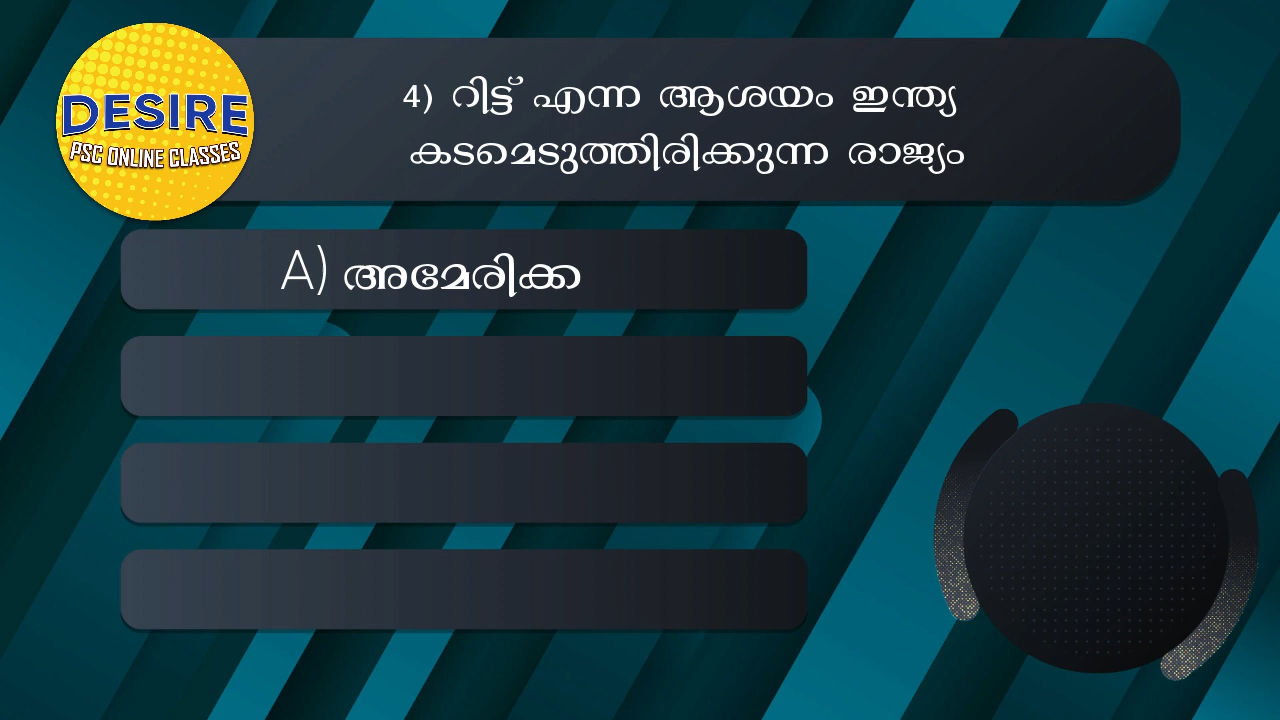 DESIRE
PSC ONLINE CLASSES
4) റിട്ട് എന്ന ആശയം ഇന്ത്യ
കടമെടുത്തിരിക്കുന്ന രാജ്യം
A) അമേരിക്ക